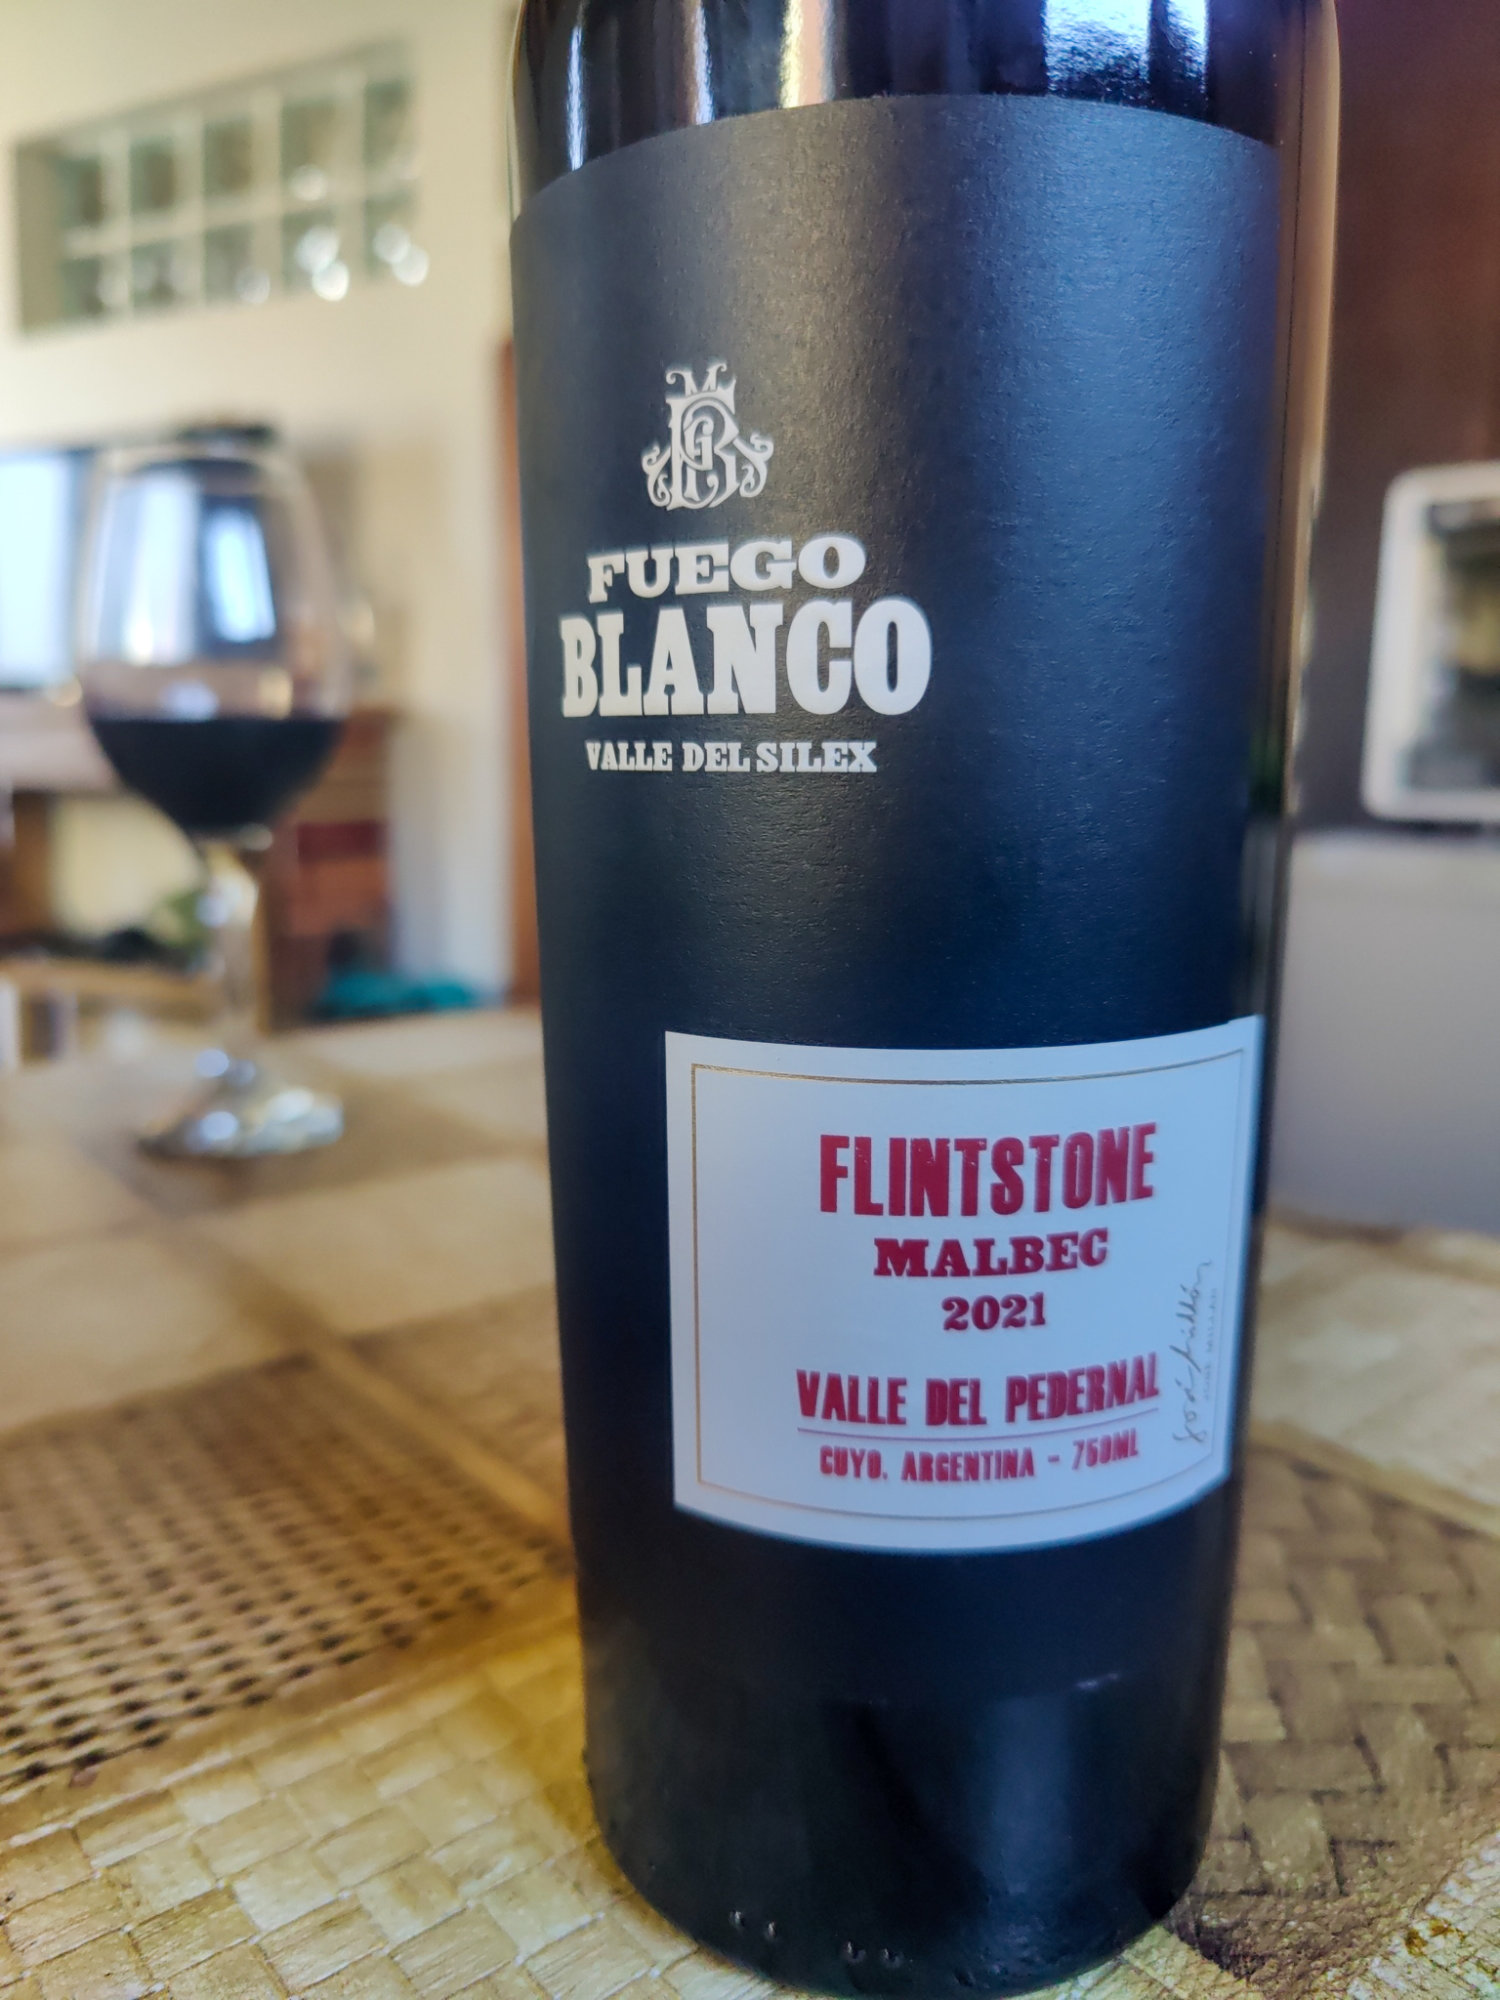 FUEGO
BLANCO
VALLE DEL SILEX
FLINTSTONE
MALBEC
2021
VALLE DEL PEDERNAL
CUYO. ARGENTINA - 750ML